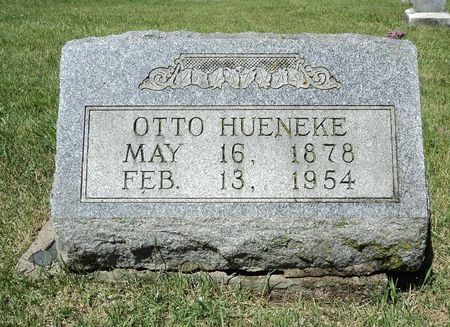 OTTO HUENEKE
MAY 16, 1878
FEB. 13, 1954